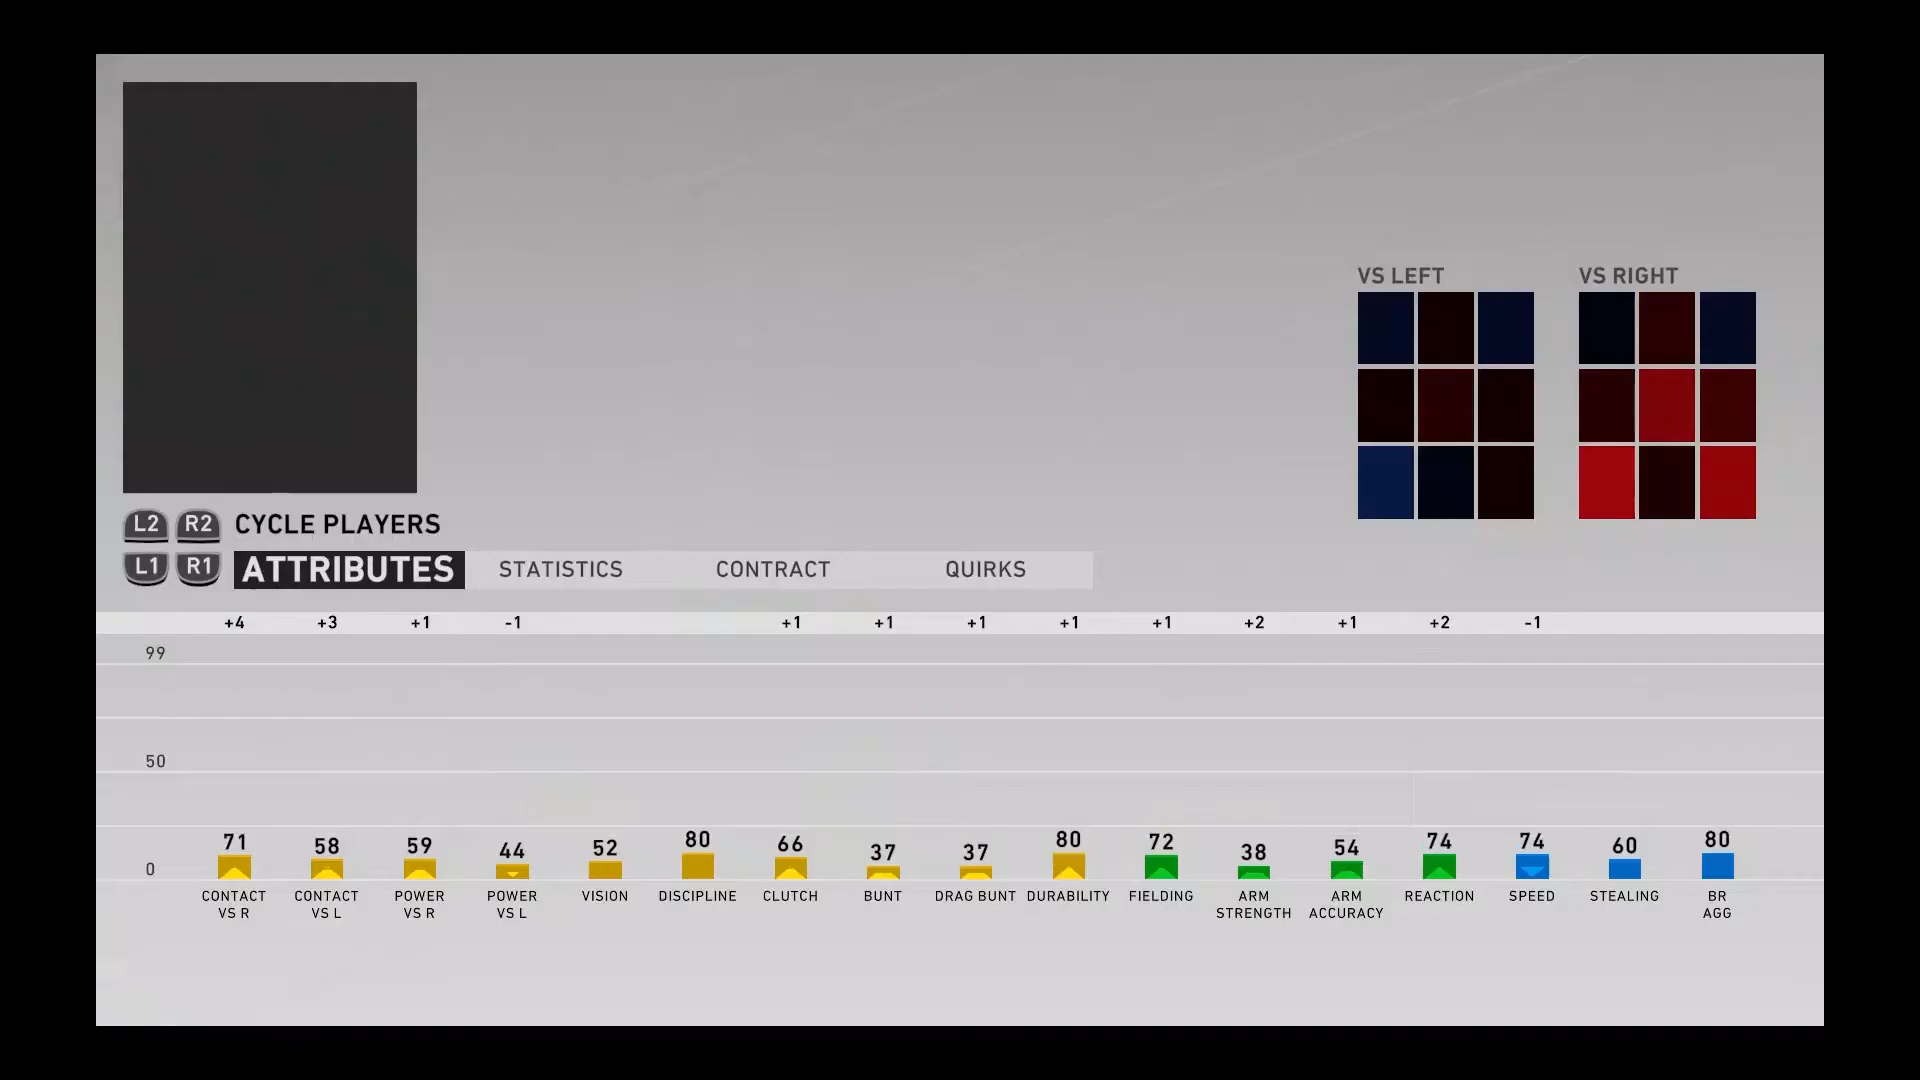 VS LEFT VS RIGHT
L2 R2 CYCLE PLAYERS
L1 R1 ATTRIBUTES STATISTICS CONTRACT QUIRKS
+4 +3 +1 -1 +1 +1 +1 +1 +1 +2 +1 +2 -1
99
50
0
71 58 59 44 52 80 66 37 37 80 72 38 54 74 74 60 80
CONTACT VS R
CONTACT VS L
POWER VS R
POWER VS L
VISION
DISCIPLINE
CLUTCH
BUNT
DRAG BUNT
DURABILITY
FIELDING
ARM STRENGTH
ARM ACCURACY
REACTION
SPEED
STEALING
BR AGG